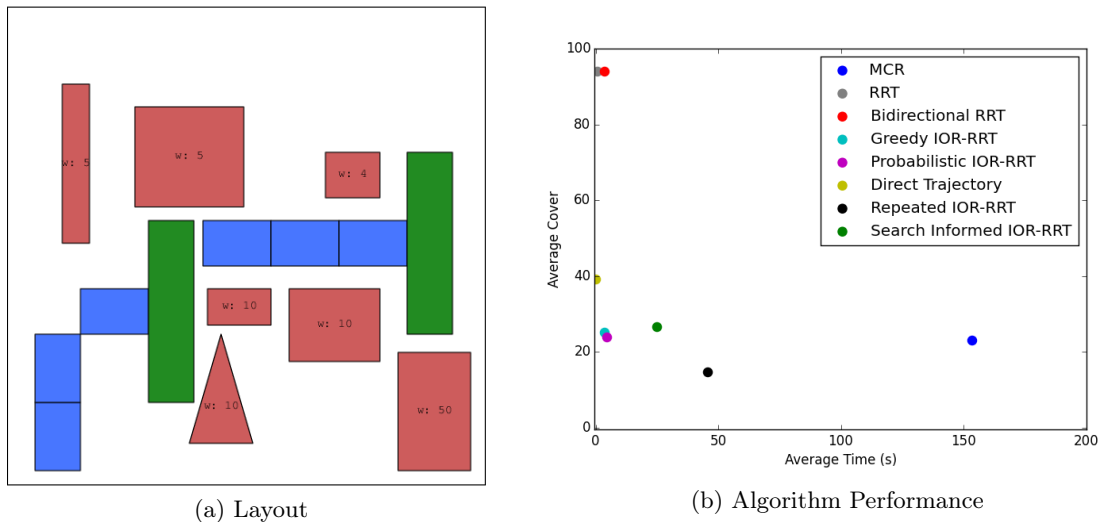 w: 5
w: 5
w: 4
w: 10
w: 10
w: 10
w: 50
(a) Layout
100
80
60
40
20
0
Average Cover
0
50
100
150
200
Average Time (s)
MCR
RRT
Bidirectional RRT
Greedy IOR-RRT
Probabilistic IOR-RRT
Direct Trajectory
Repeated IOR-RRT
Search Informed IOR-RRT
(b) Algorithm Performance